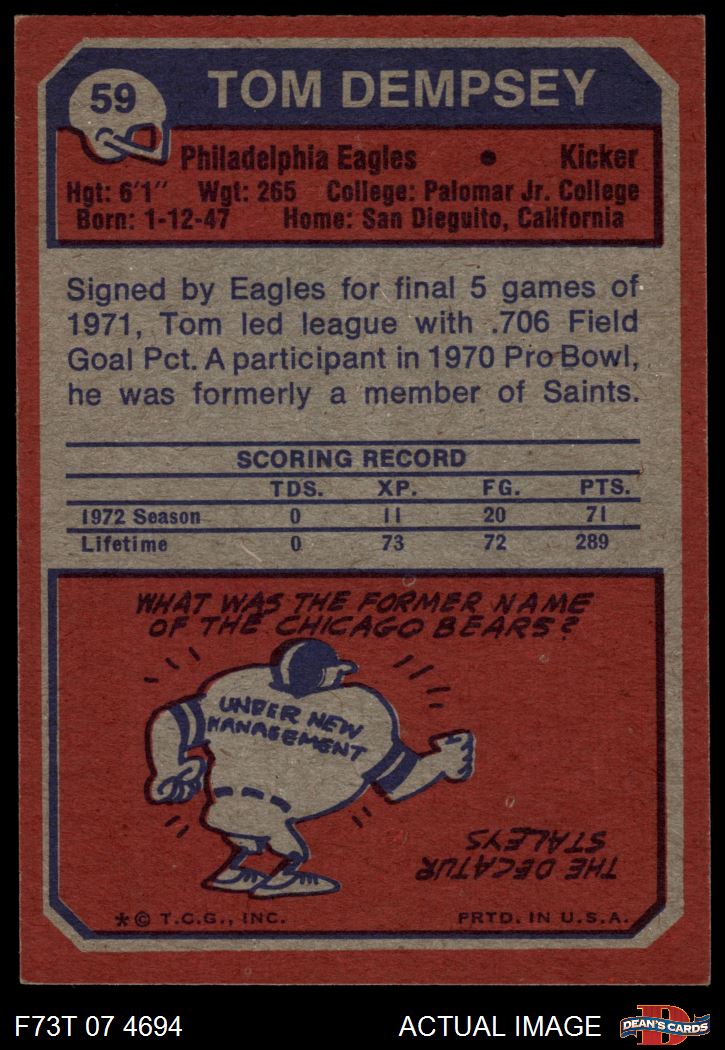 59
TOM DEMPSEY
Philadelphia Eagles • Kicker
Hgt: 6'1" Wgt: 265 College: Palomar Jr. College
Born: 1-12-47 Home: San Dieguito, California
Signed by Eagles for final 5 games of
1971, Tom led league with .706 Field
Goal Pct. A participant in 1970 Pro Bowl,
he was formerly a member of Saints.
SCORING RECORD
TDS. XP. FG. PTS.
1972 Season 0 11 20 71
Lifetime 0 73 72 289
WHAT WAS THE FORMER NAME
OF THE CHICAGO BEARS?
UNDER NEW
MANAGEMENT
THE DECATUR
STALEYS
*© T.C.G., INC. PRTD. IN U.S.A.
F73T 07 4694 ACTUAL IMAGE
D
DEAN'S CARDS